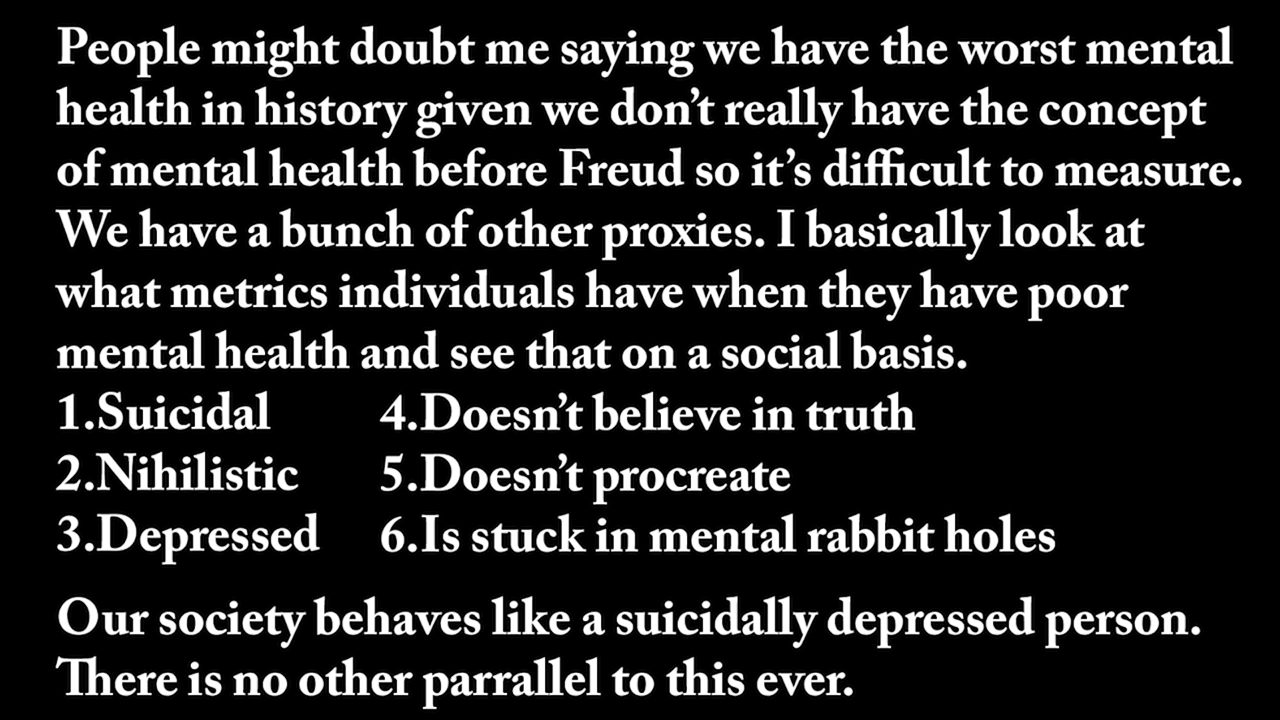 People might doubt me saying we have the worst mental
health in history given we don’t really have the concept
of mental health before Freud so it’s difficult to measure.
We have a bunch of other proxies. I basically look at
what metrics individuals have when they have poor
mental health and see that on a social basis.
1.Suicidal 4.Doesn’t believe in truth
2.Nihilistic 5.Doesn’t procreate
3.Depressed 6.Is stuck in mental rabbit holes
Our society behaves like a suicidally depressed person.
There is no other parrallel to this ever.